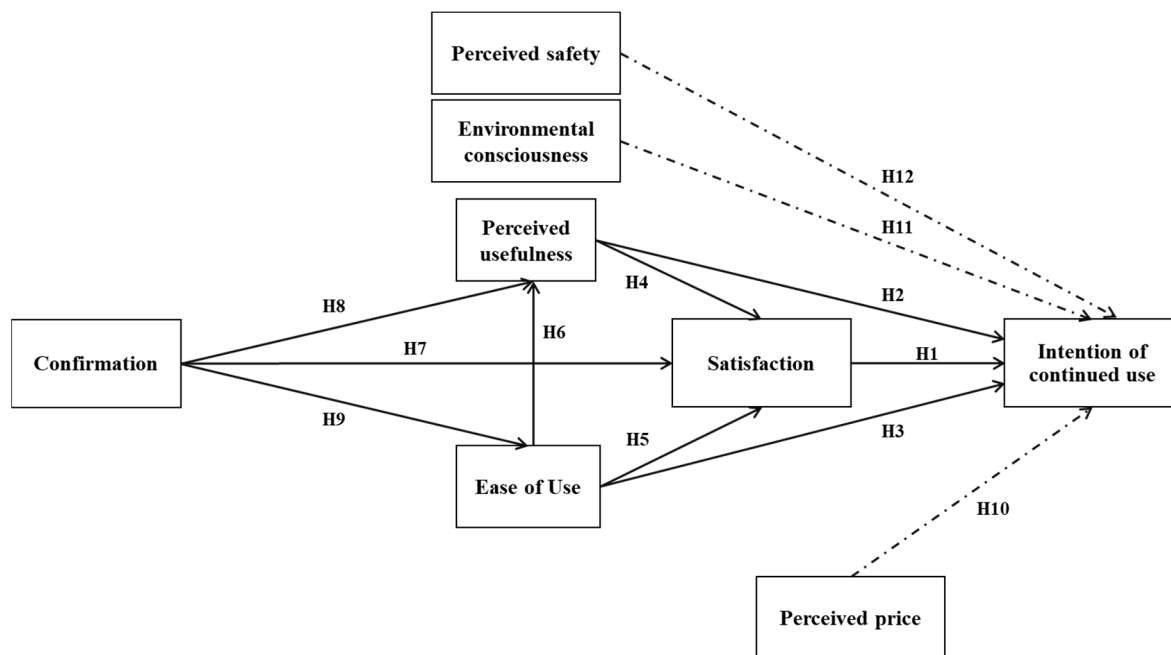 Perceived safety
Environmental
consciousness
H12
H11
Perceived
usefulness
H4
H2
H8
H6
H7
Confirmation
Satisfaction
H1
Intention of
continued use
H9
H5
H3
Ease of Use
H10
Perceived price